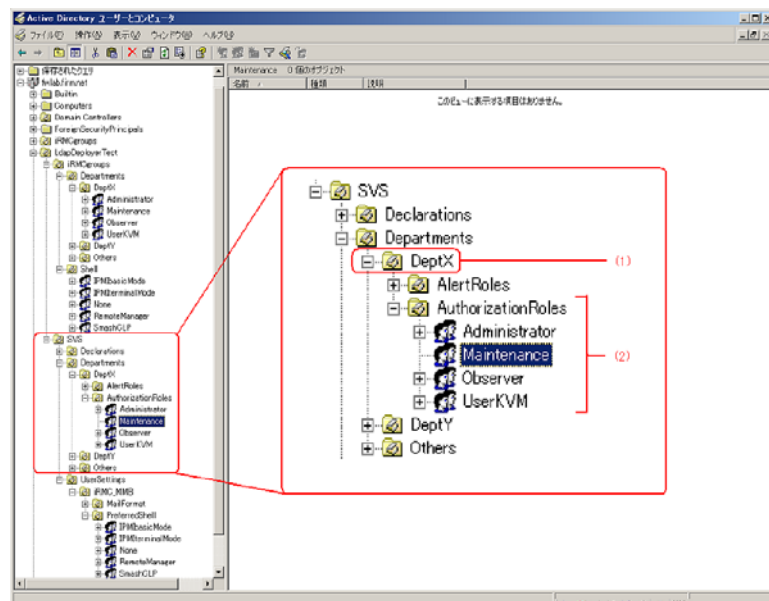 Active Directory ユーザーとコンピュータ
ファイル(F) 操作(A) 表示(V) ウィンドウ(W) ヘルプ(H)
保存されたクエリ
Builtin
Computers
Domain Controllers
ForeignSecurityPrincipals
iRMCgroups
LdapDeployerTest
iRMCgroups
Departments
DeptX
Administrator
Maintenance
Observer
UserKVM
DeptY
Others
Shell
IPMIbasicMode
IPMIterminalMode
None
RemoteManager
SmashCLP
SVS
Declarations
Departments
DeptX
AlertRoles
AuthorizationRoles
Administrator
Maintenance
Observer
UserKVM
DeptY
Others
UserSettings
iRMC_MMB
MailFormat
PreferredShell
IPMIbasicMode
IPMIterminalMode
None
RemoteManager
SmashCLP
Maintenance 0 個のオブジェクト
名前 種類 説明
このビューに表示する項目はありません。
SVS
Declarations
Departments
DeptX
(1)
AlertRoles
AuthorizationRoles
Administrator
Maintenance
(2)
Observer
UserKVM
DeptY
Others